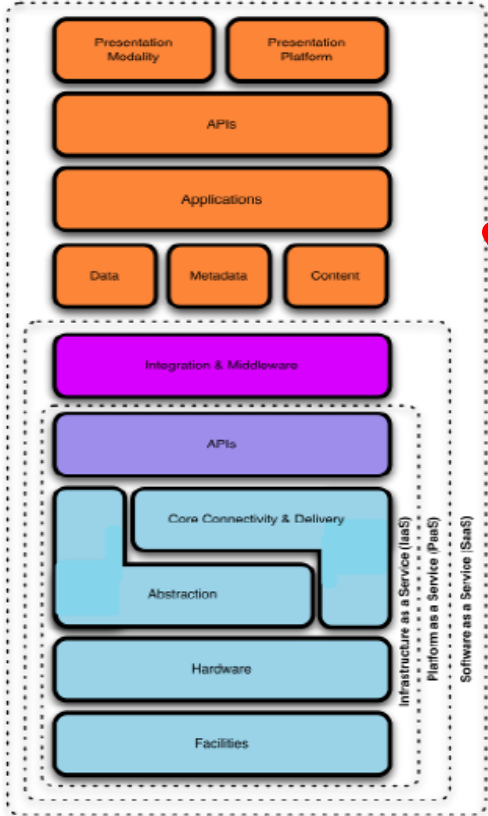 Presentation
Modality
Presentation
Platform
APIs
Applications
Data
Metadata
Content
Integration & Middleware
APIs
Core Connectivity & Delivery
Abstraction
Hardware
Facilities
Infrastructure as a Service (IaaS)
Platform as a Service (PaaS)
Software as a Service (SaaS)